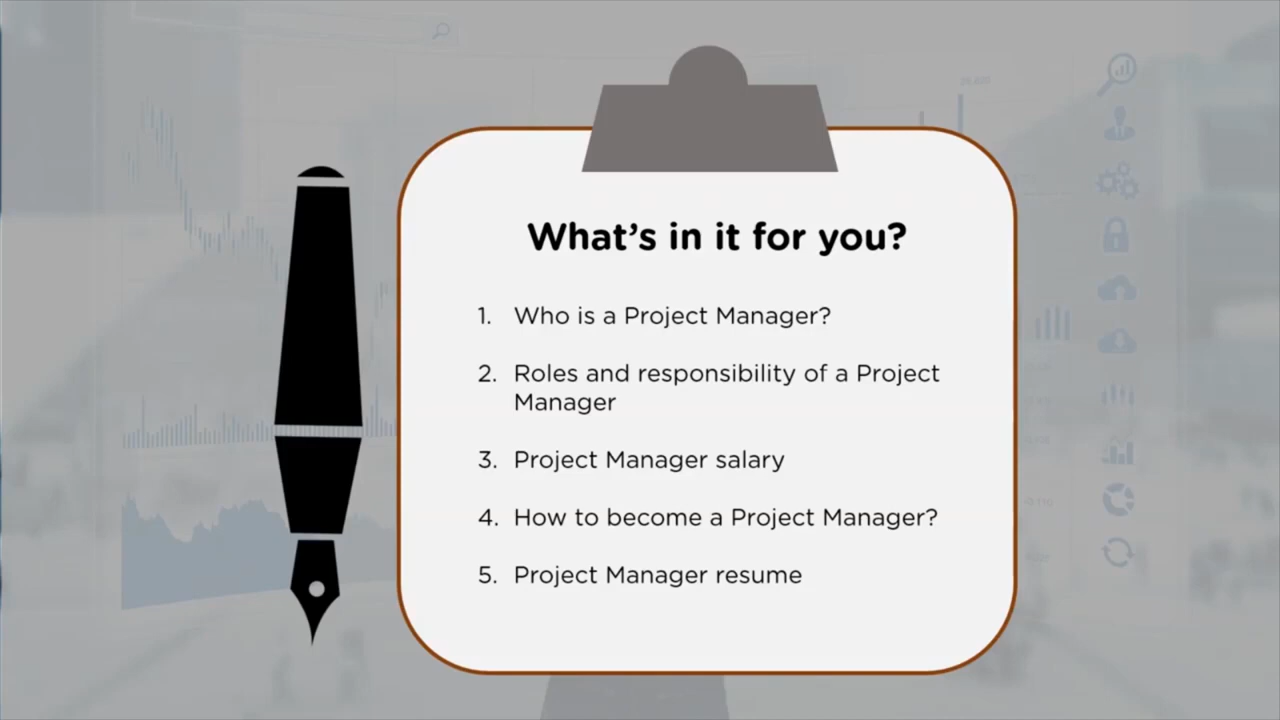 What's in it for you?
1. Who is a Project Manager?
2. Roles and responsibility of a Project
Manager
3. Project Manager salary
4. How to become a Project Manager?
5. Project Manager resume